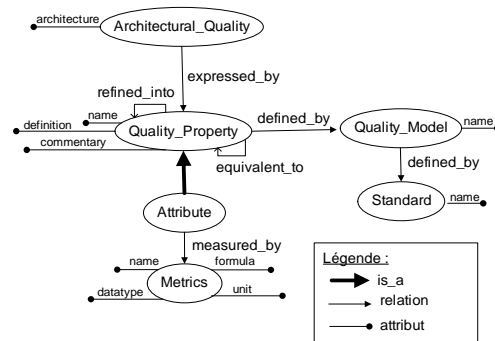 architecture
Architectural_Quality
expressed_by
refined_into
name
definition
Quality_Property
commentary
defined_by
equivalent_to
Quality_Model
name
defined_by
Standard
name
Attribute
measured_by
name
formula
Metrics
datatype
unit
Légende :
is_a
relation
attribut